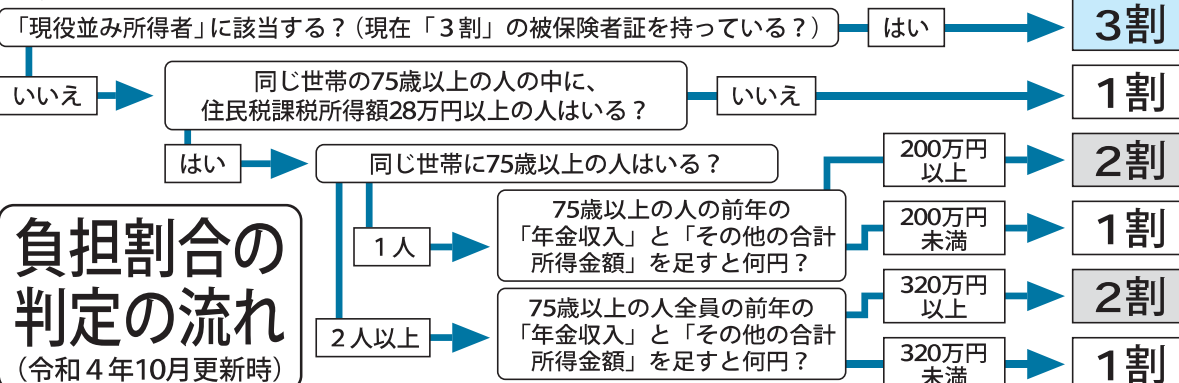 「現役並み所得者」に該当する？（現在「３割」の被保険者証を持っている？）
はい
3割
いいえ
同じ世帯の75歳以上の人の中に、
住民税課税所得額28万円以上の人はいる？
いいえ
1割
はい
同じ世帯に75歳以上の人はいる？
200万円
以上
2割
1人
75歳以上の人の前年の
「年金収入」と「その他の合計
所得金額」を足すと何円？
200万円
未満
1割
2人以上
75歳以上の人全員の前年の
「年金収入」と「その他の合計
所得金額」を足すと何円？
320万円
以上
2割
320万円
未満
1割
負担割合の
判定の流れ
（令和４年10月更新時）